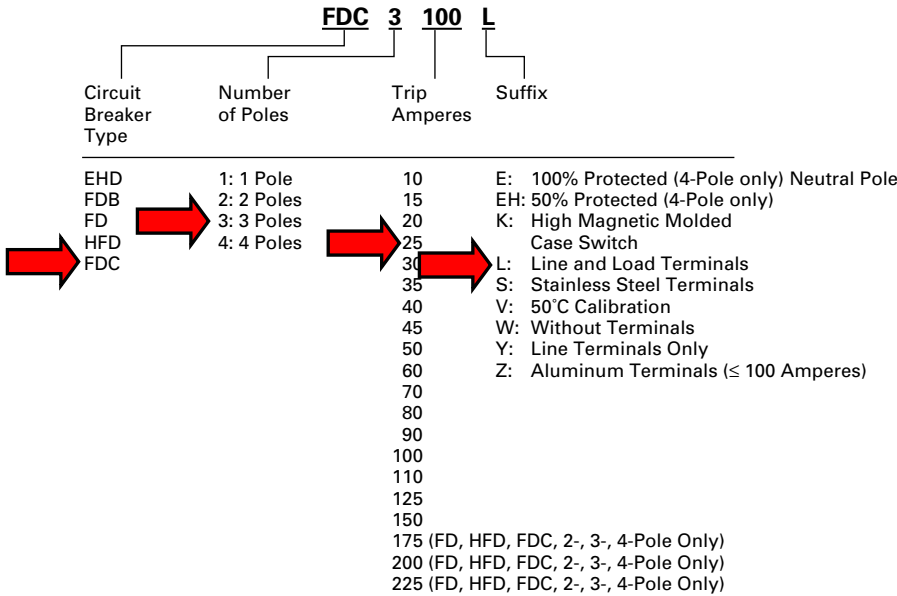 FDC 3 100 L
Circuit Breaker Type
Number of Poles
Trip Amperes
Suffix
EHD
FDB
FD
HFD
FDC
1: 1 Pole
2: 2 Poles
3: 3 Poles
4: 4 Poles
10
15
20
25
30
35
40
45
50
60
70
80
90
100
110
125
150
175 (FD, HFD, FDC, 2-, 3-, 4-Pole Only)
200 (FD, HFD, FDC, 2-, 3-, 4-Pole Only)
225 (FD, HFD, FDC, 2-, 3-, 4-Pole Only)
E: 100% Protected (4-Pole only) Neutral Pole
EH: 50% Protected (4-Pole only)
K: High Magnetic Molded
Case Switch
L: Line and Load Terminals
S: Stainless Steel Terminals
V: 50°C Calibration
W: Without Terminals
Y: Line Terminals Only
Z: Aluminum Terminals (≤ 100 Amperes)